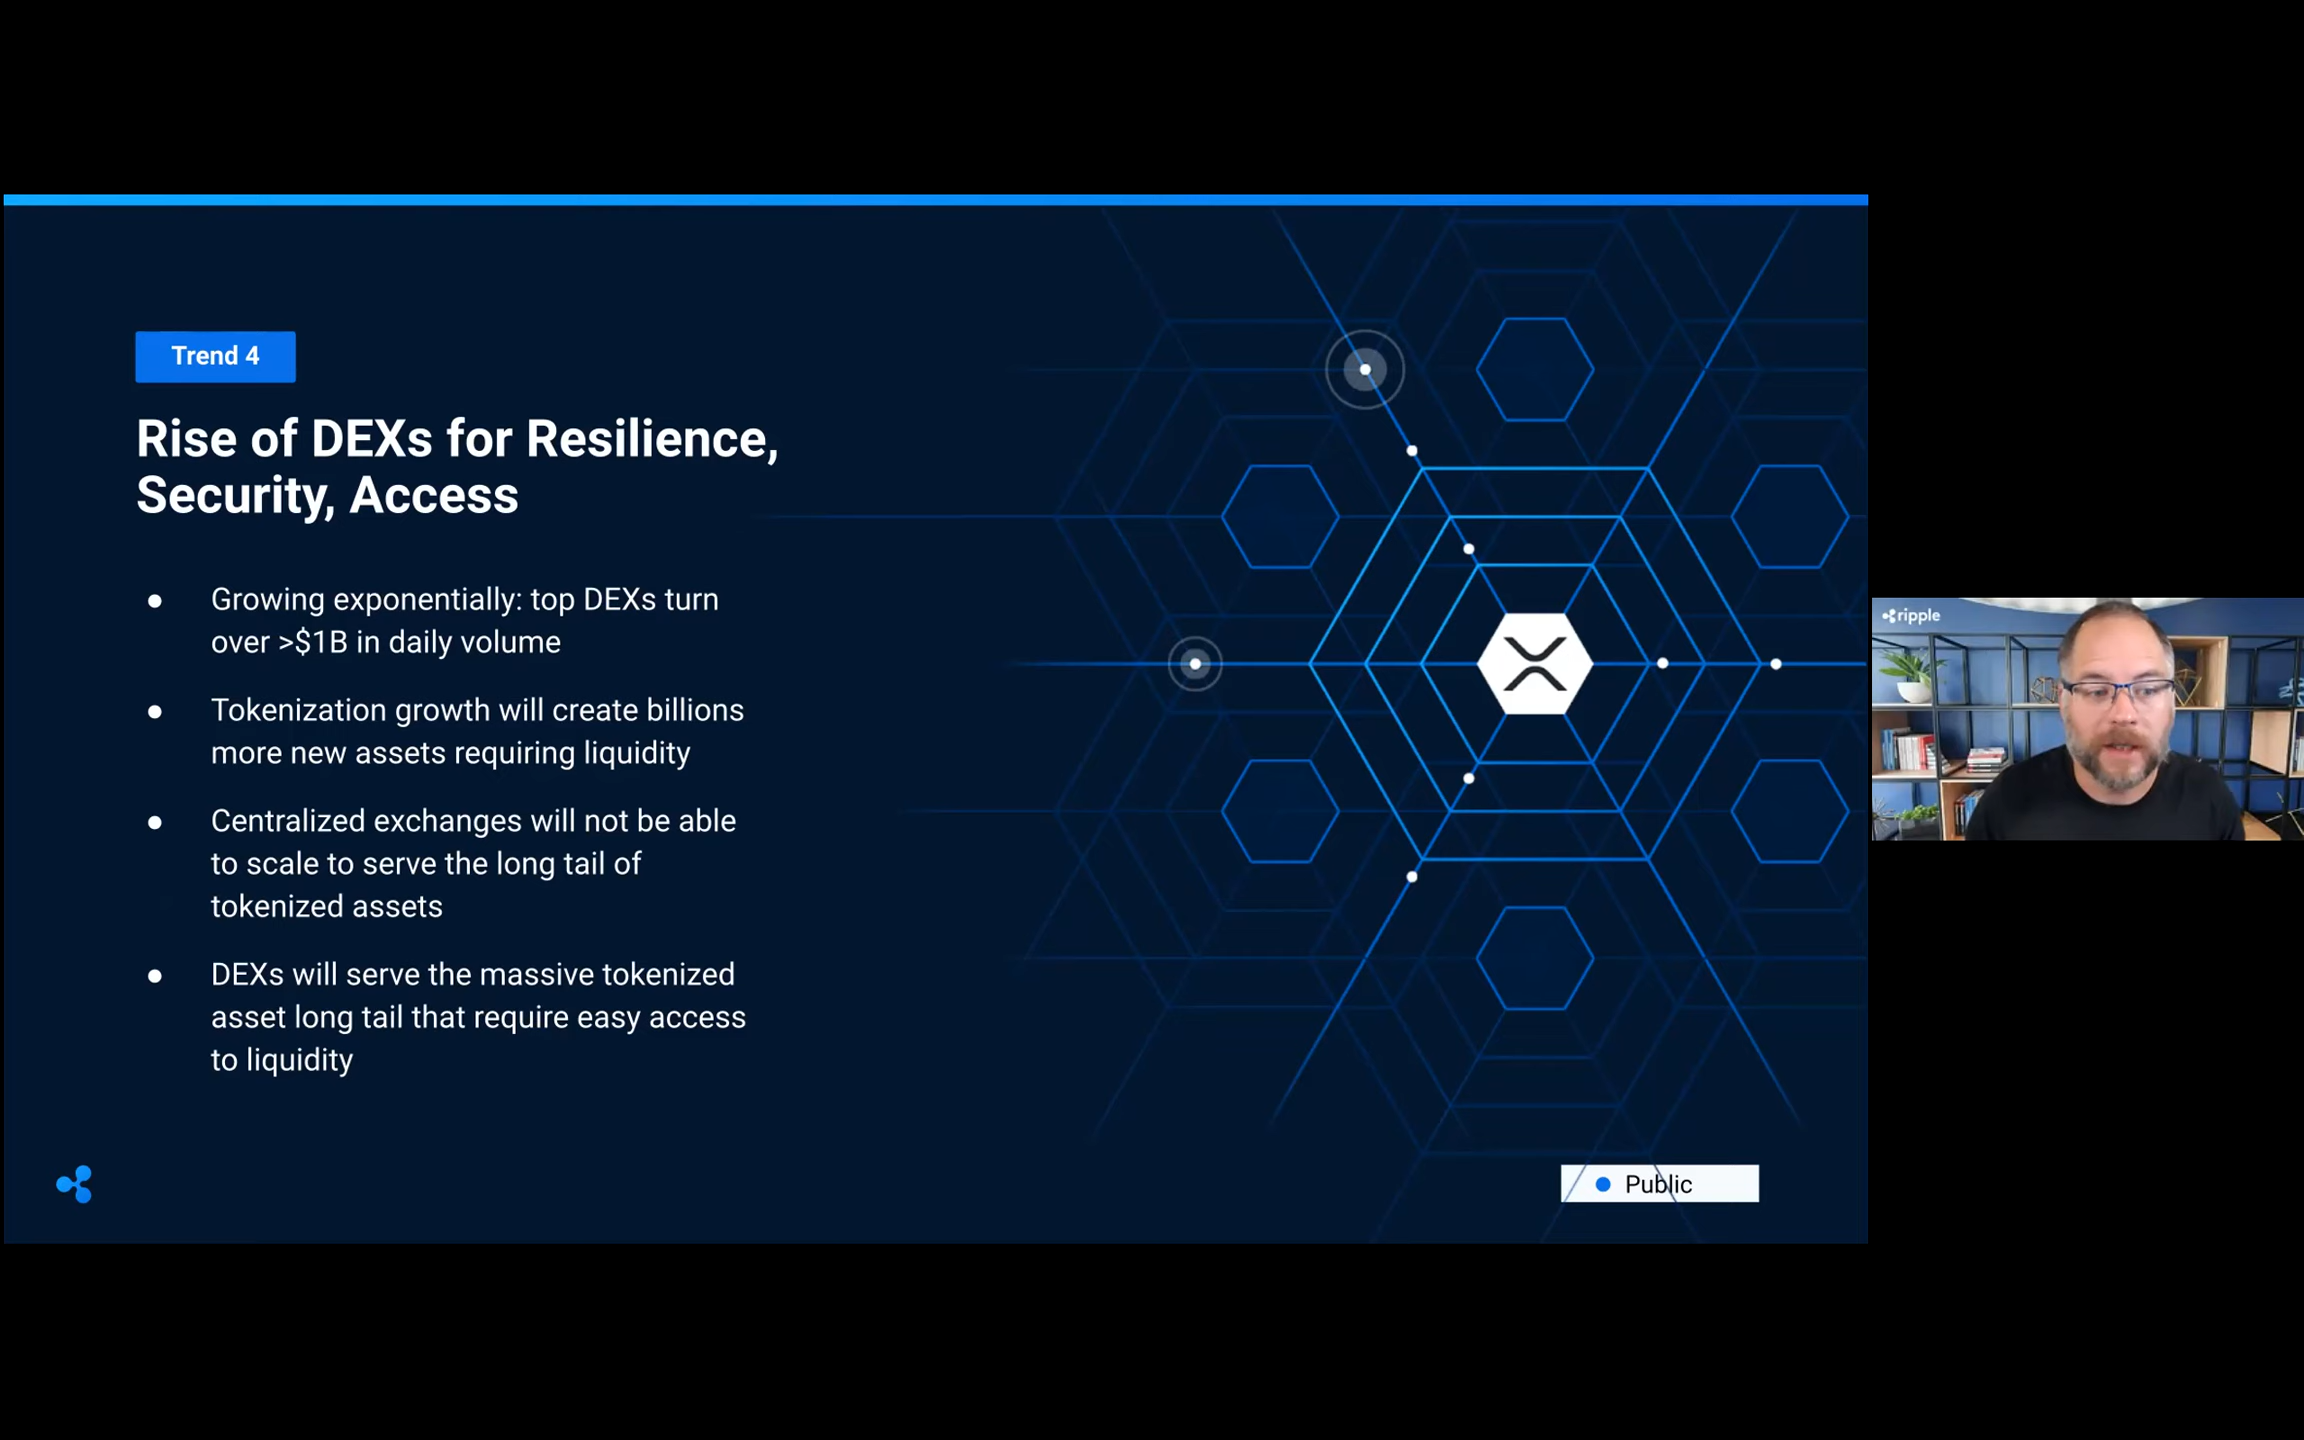 Trend 4
Rise of DEXs for Resilience,
Security, Access
● Growing exponentially: top DEXs turn
over >$1B in daily volume
● Tokenization growth will create billions
more new assets requiring liquidity
● Centralized exchanges will not be able
to scale to serve the long tail of
tokenized assets
● DEXs will serve the massive tokenized
asset long tail that require easy access
to liquidity
Public
ripple